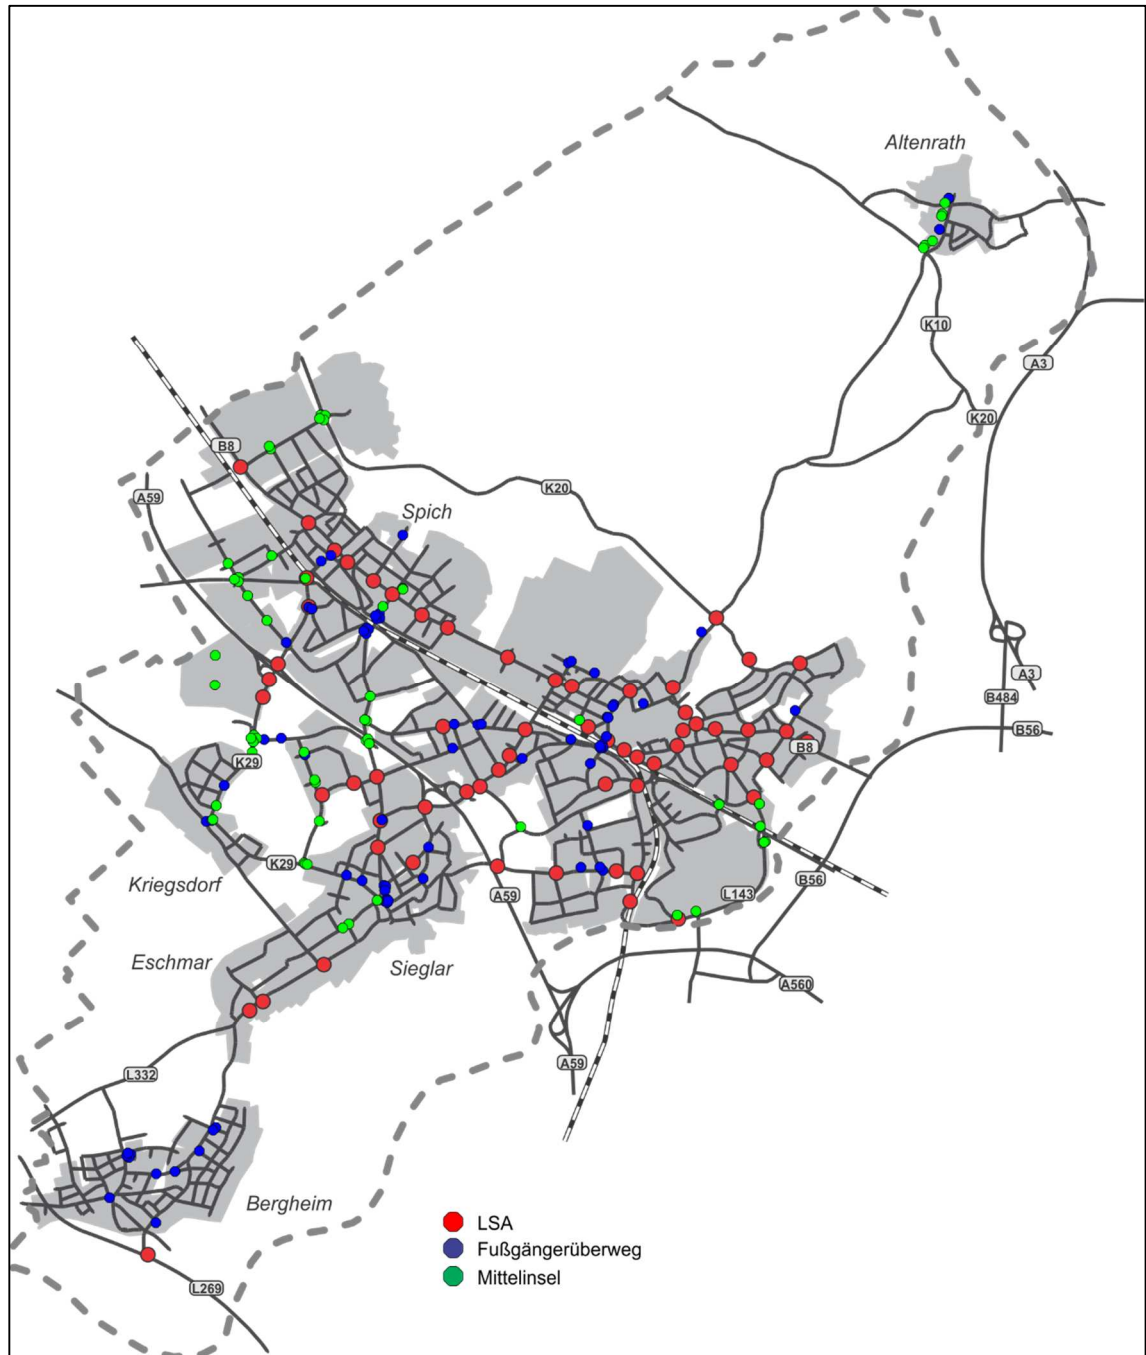 Altenrath
K10
A3
K20
B8
A59
K20
Spich
A3
B484
B56
B8
K29
K29
B56
Kriegsdorf
A59
L143
Eschmar
Sieglar
A560
A59
L332
Bergheim
LSA
Fußgängerüberweg
Mittelinsel
L269